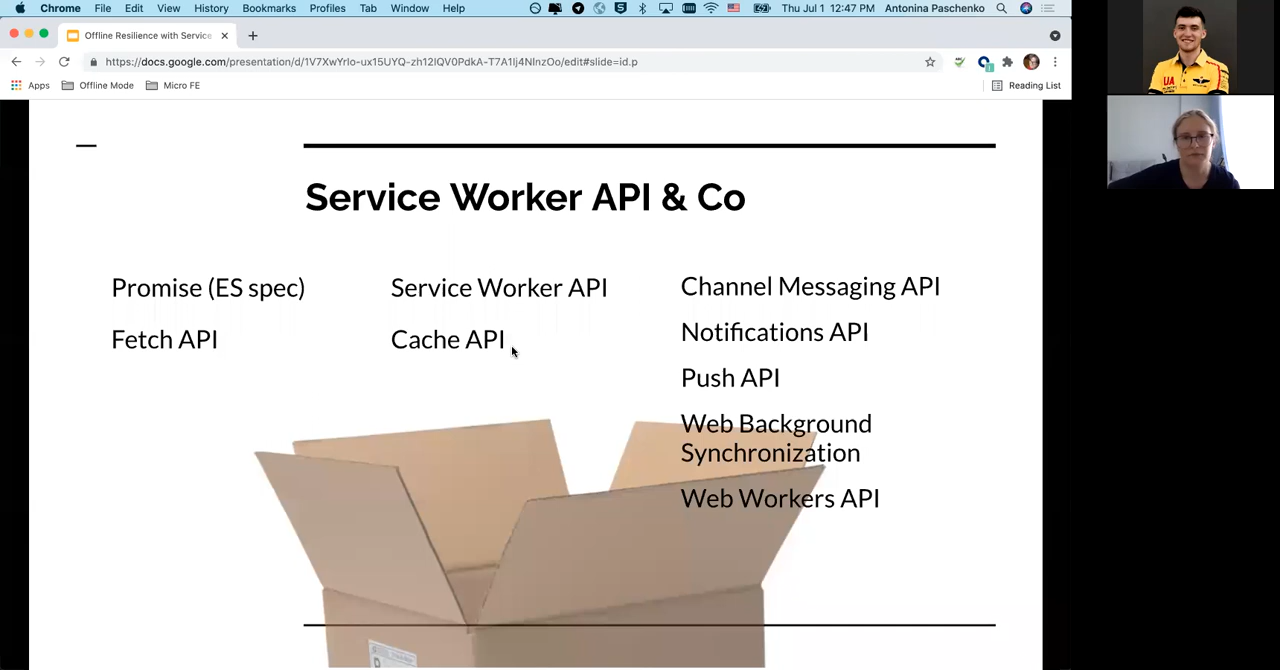 Chrome File Edit View History Bookmarks Profiles Tab Window Help Thu Jul 1 12:47 PM Antonina Paschenko
Offline Resilience with Service
https://docs.google.com/presentation/d/1V7XwYrlo-ux15UYQ-zh12IQV0PdkA-T7A1Ij4NInzOo/edit#slide=id.p
Apps Offline Mode Micro FE Reading List
Service Worker API & Co
Promise (ES spec)
Fetch API
Service Worker API
Cache API
Channel Messaging API
Notifications API
Push API
Web Background
Synchronization
Web Workers API
UA